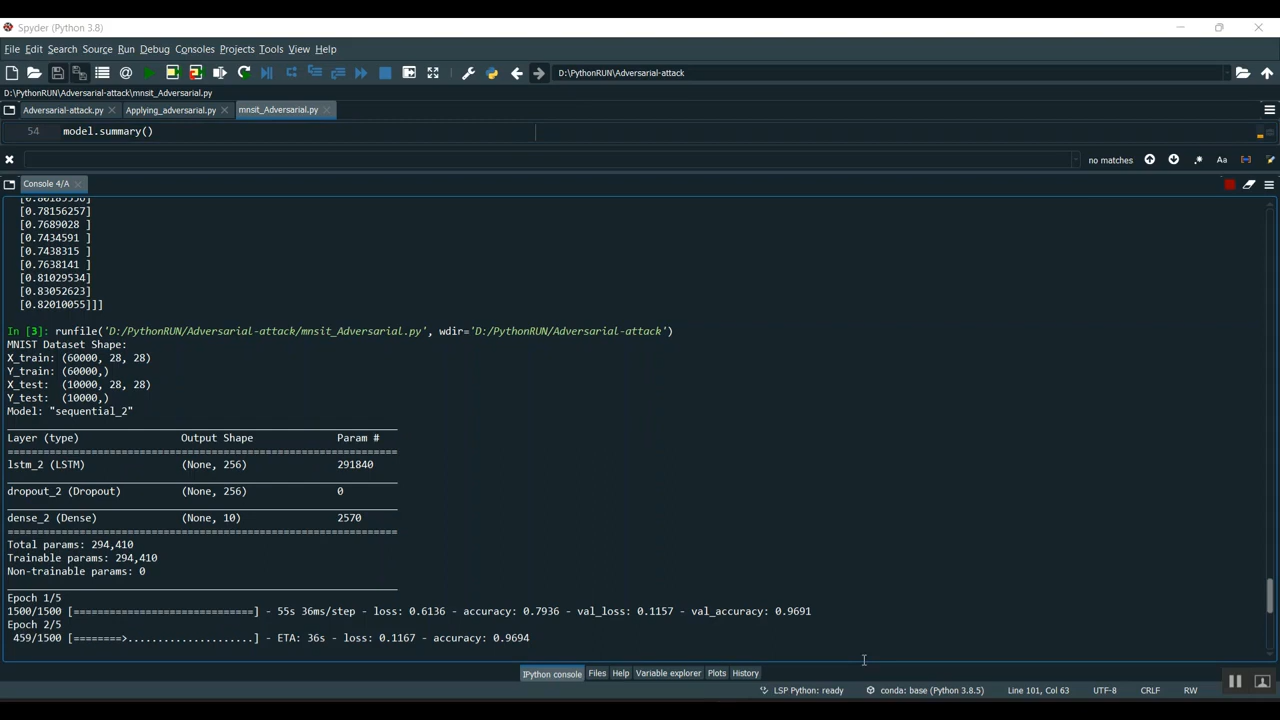 Spyder (Python 3.8)
File Edit Search Source Run Debug Consoles Projects Tools View Help
D:\PythonRUN\Adversarial-attack
D:\PythonRUN\Adversarial-attack\mnsit_Adversarial.py
Adversarial-attack.py Applying_adversarial.py mnsit_Adversarial.py
54 model.summary()
no matches .* Aa
Console 4/A
[0.78156257]
[0.7689028 ]
[0.7434591 ]
[0.7438315 ]
[0.7638141 ]
[0.81029534]
[0.83052623]
[0.82010055]]]
In [3]: runfile('D:/PythonRUN/Adversarial-attack/mnsit_Adversarial.py', wdir='D:/PythonRUN/Adversarial-attack')
MNIST Dataset Shape:
X_train: (60000, 28, 28)
Y_train: (60000,)
X_test:  (10000, 28, 28)
Y_test:  (10000,)
Model: "sequential_2"
_________________________________________________________________
Layer (type) Output Shape Param #
=================================================================
lstm_2 (LSTM) (None, 256) 291840
_________________________________________________________________
dropout_2 (Dropout) (None, 256) 0
_________________________________________________________________
dense_2 (Dense) (None, 10) 2570
=================================================================
Total params: 294,410
Trainable params: 294,410
Non-trainable params: 0
_________________________________________________________________
Epoch 1/5
1500/1500 [==============================] - 55s 36ms/step - loss: 0.6136 - accuracy: 0.7936 - val_loss: 0.1157 - val_accuracy: 0.9691
Epoch 2/5
459/1500 [========>.....................] - ETA: 36s - loss: 0.1167 - accuracy: 0.9694
IPython console Files Help Variable explorer Plots History
LSP Python: ready conda: base (Python 3.8.5) Line 101, Col 63 UTF-8 CRLF RW